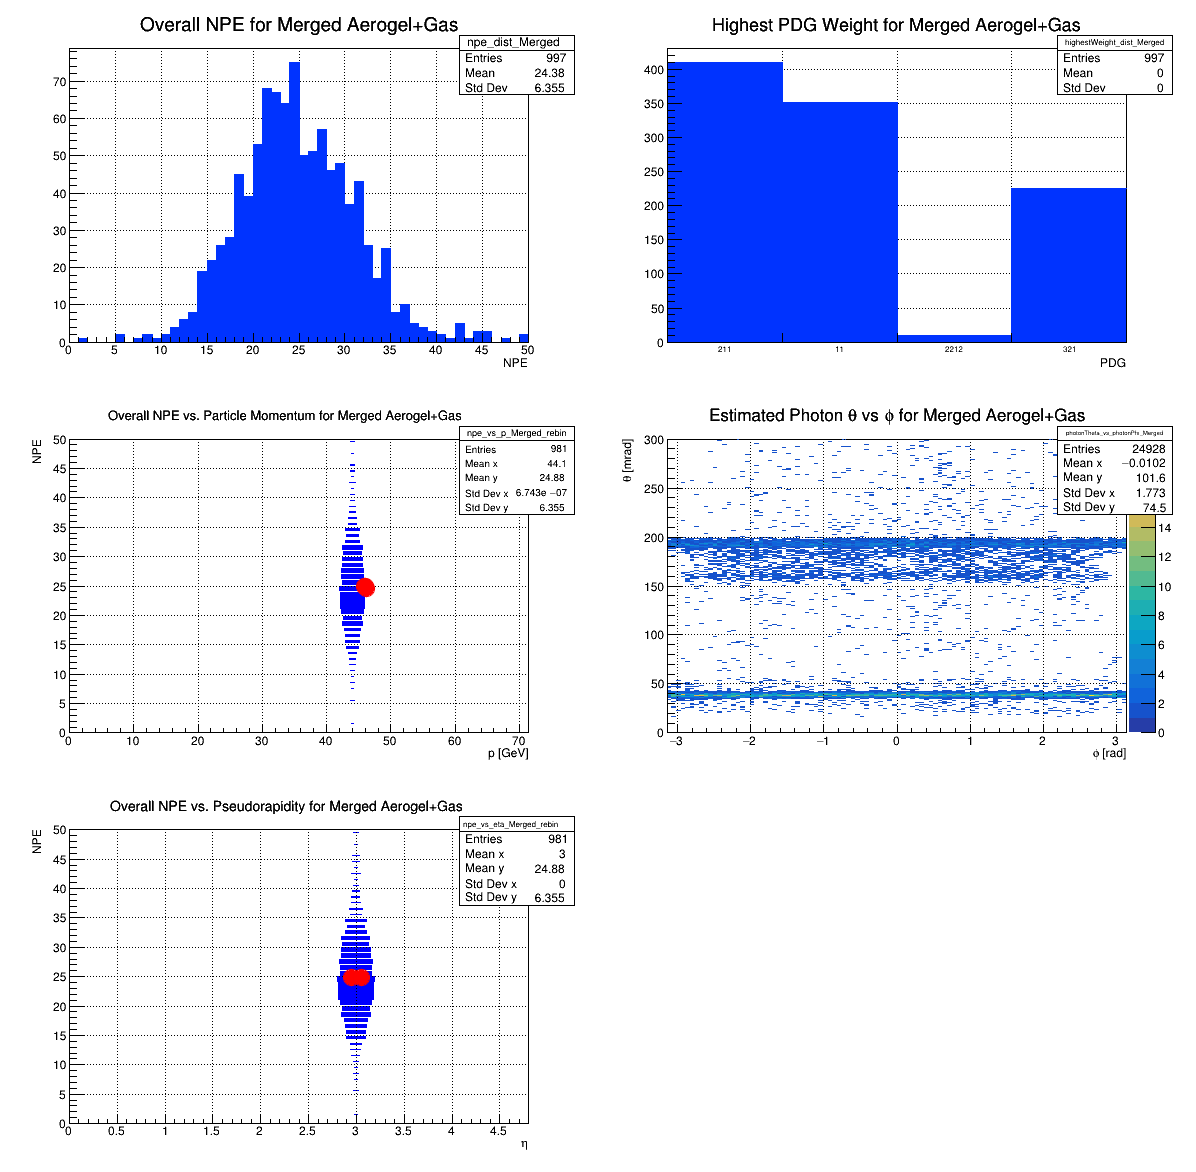 Overall NPE for Merged Aerogel+Gas
npe_dist_Merged
Entries 997
Mean 24.38
Std Dev 6.355
70
60
50
40
30
20
10
0
0 5 10 15 20 25 30 35 40 45 50
NPE
Highest PDG Weight for Merged Aerogel+Gas
highestWeight_dist_Merged
Entries 997
Mean 0
Std Dev 0
400
350
300
250
200
150
100
50
0
211 11 2212 321
PDG
Overall NPE vs. Particle Momentum for Merged Aerogel+Gas
npe_vs_p_Merged_rebin
Entries 981
Mean x 44.1
Mean y 24.88
Std Dev x 6.743e −07
Std Dev y 6.355
NPE
50
45
40
35
30
25
20
15
10
5
0
0 10 20 30 40 50 60 70
p [GeV]
Estimated Photon θ vs ϕ for Merged Aerogel+Gas
photonTheta_vs_photonPhi_Merged
Entries 24928
Mean x −0.0102
Mean y 101.6
Std Dev x 1.773
Std Dev y 74.5
θ [mrad]
300
250
200
150
100
50
0
−3 −2 −1 0 1 2 3
ϕ [rad]
14
12
10
8
6
4
2
0
Overall NPE vs. Pseudorapidity for Merged Aerogel+Gas
npe_vs_eta_Merged_rebin
Entries 981
Mean x 3
Mean y 24.88
Std Dev x 0
Std Dev y 6.355
NPE
50
45
40
35
30
25
20
15
10
5
0
0 0.5 1 1.5 2 2.5 3 3.5 4 4.5
η